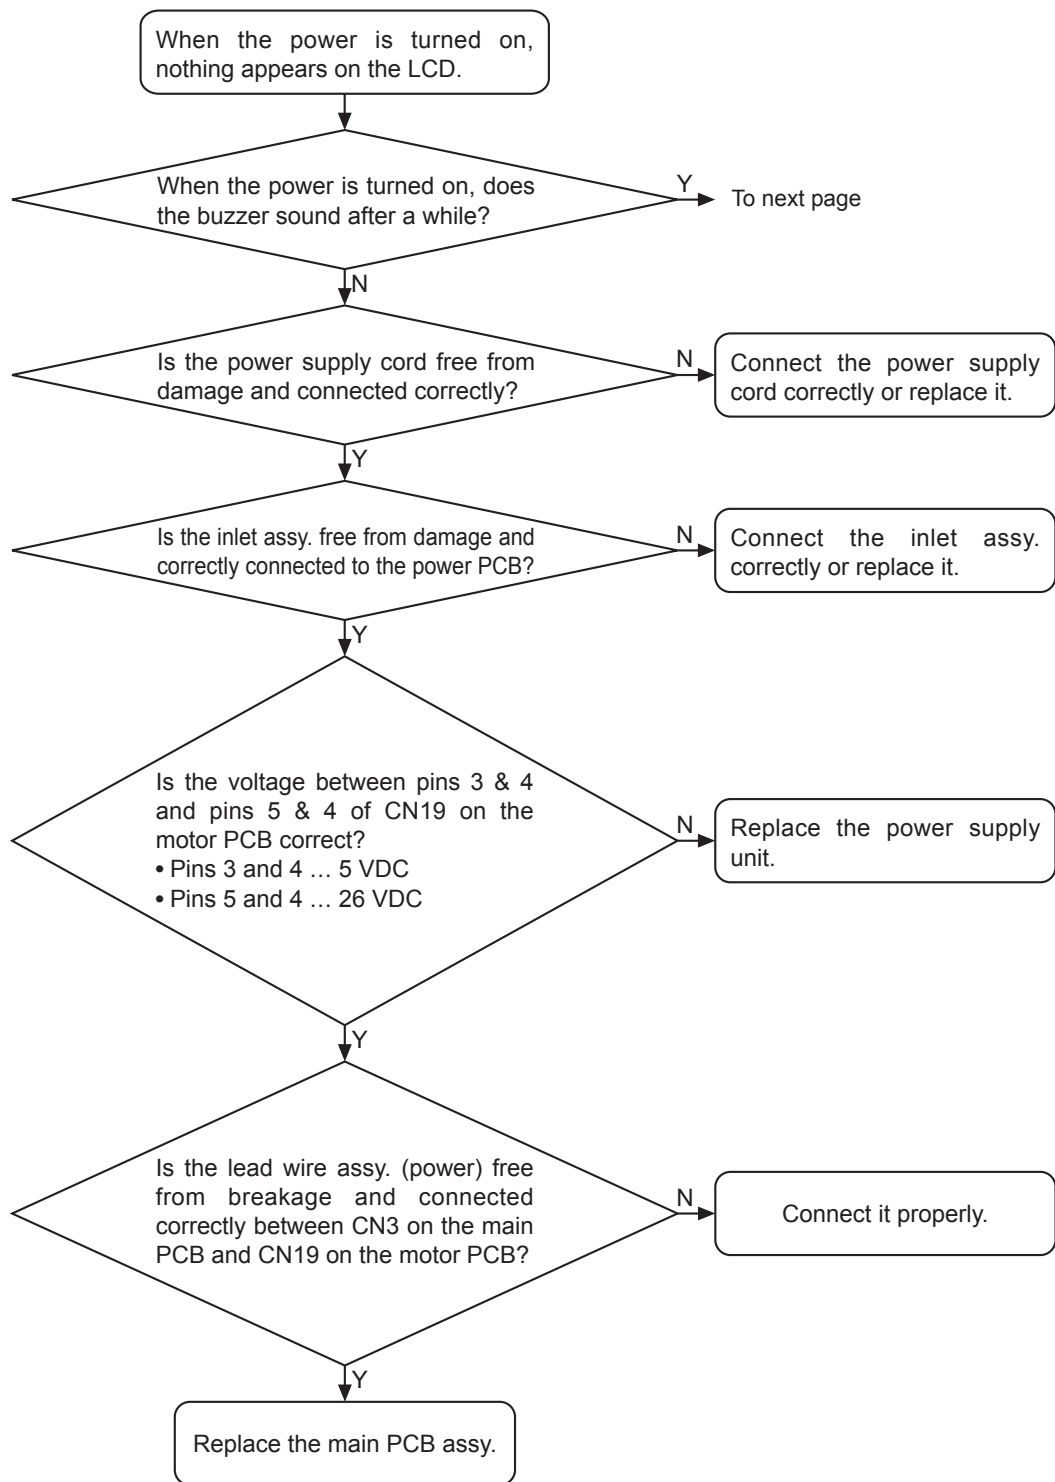 When the power is turned on,
nothing appears on the LCD.
When the power is turned on, does
the buzzer sound after a while?
Y
To next page
N
Is the power supply cord free from
damage and connected correctly?
N
Connect the power supply
cord correctly or replace it.
Y
Is the inlet assy. free from damage and
correctly connected to the power PCB?
N
Connect the inlet assy.
correctly or replace it.
Y
Is the voltage between pins 3 & 4
and pins 5 & 4 of CN19 on the
motor PCB correct?
• Pins 3 and 4 … 5 VDC
• Pins 5 and 4 … 26 VDC
N
Replace the power supply
unit.
Y
Is the lead wire assy. (power) free
from breakage and connected
correctly between CN3 on the main
PCB and CN19 on the motor PCB?
N
Connect it properly.
Y
Replace the main PCB assy.